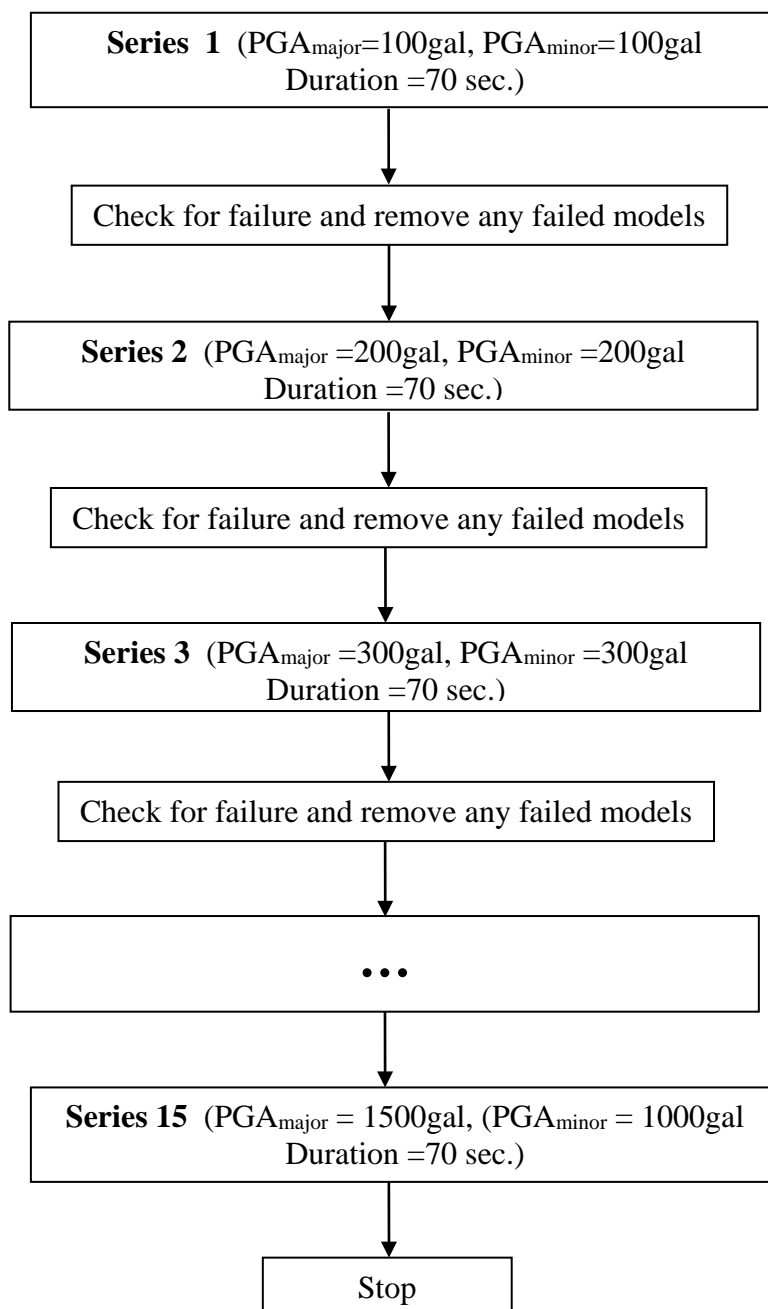 Series 1 (PGAmajor=100gal, PGAminor=100gal
Duration =70 sec.)
Check for failure and remove any failed models
Series 2 (PGAmajor =200gal, PGAminor =200gal
Duration =70 sec.)
Check for failure and remove any failed models
Series 3 (PGAmajor =300gal, PGAminor =300gal
Duration =70 sec.)
Check for failure and remove any failed models
...
Series 15 (PGAmajor = 1500gal, (PGAminor = 1000gal
Duration =70 sec.)
Stop